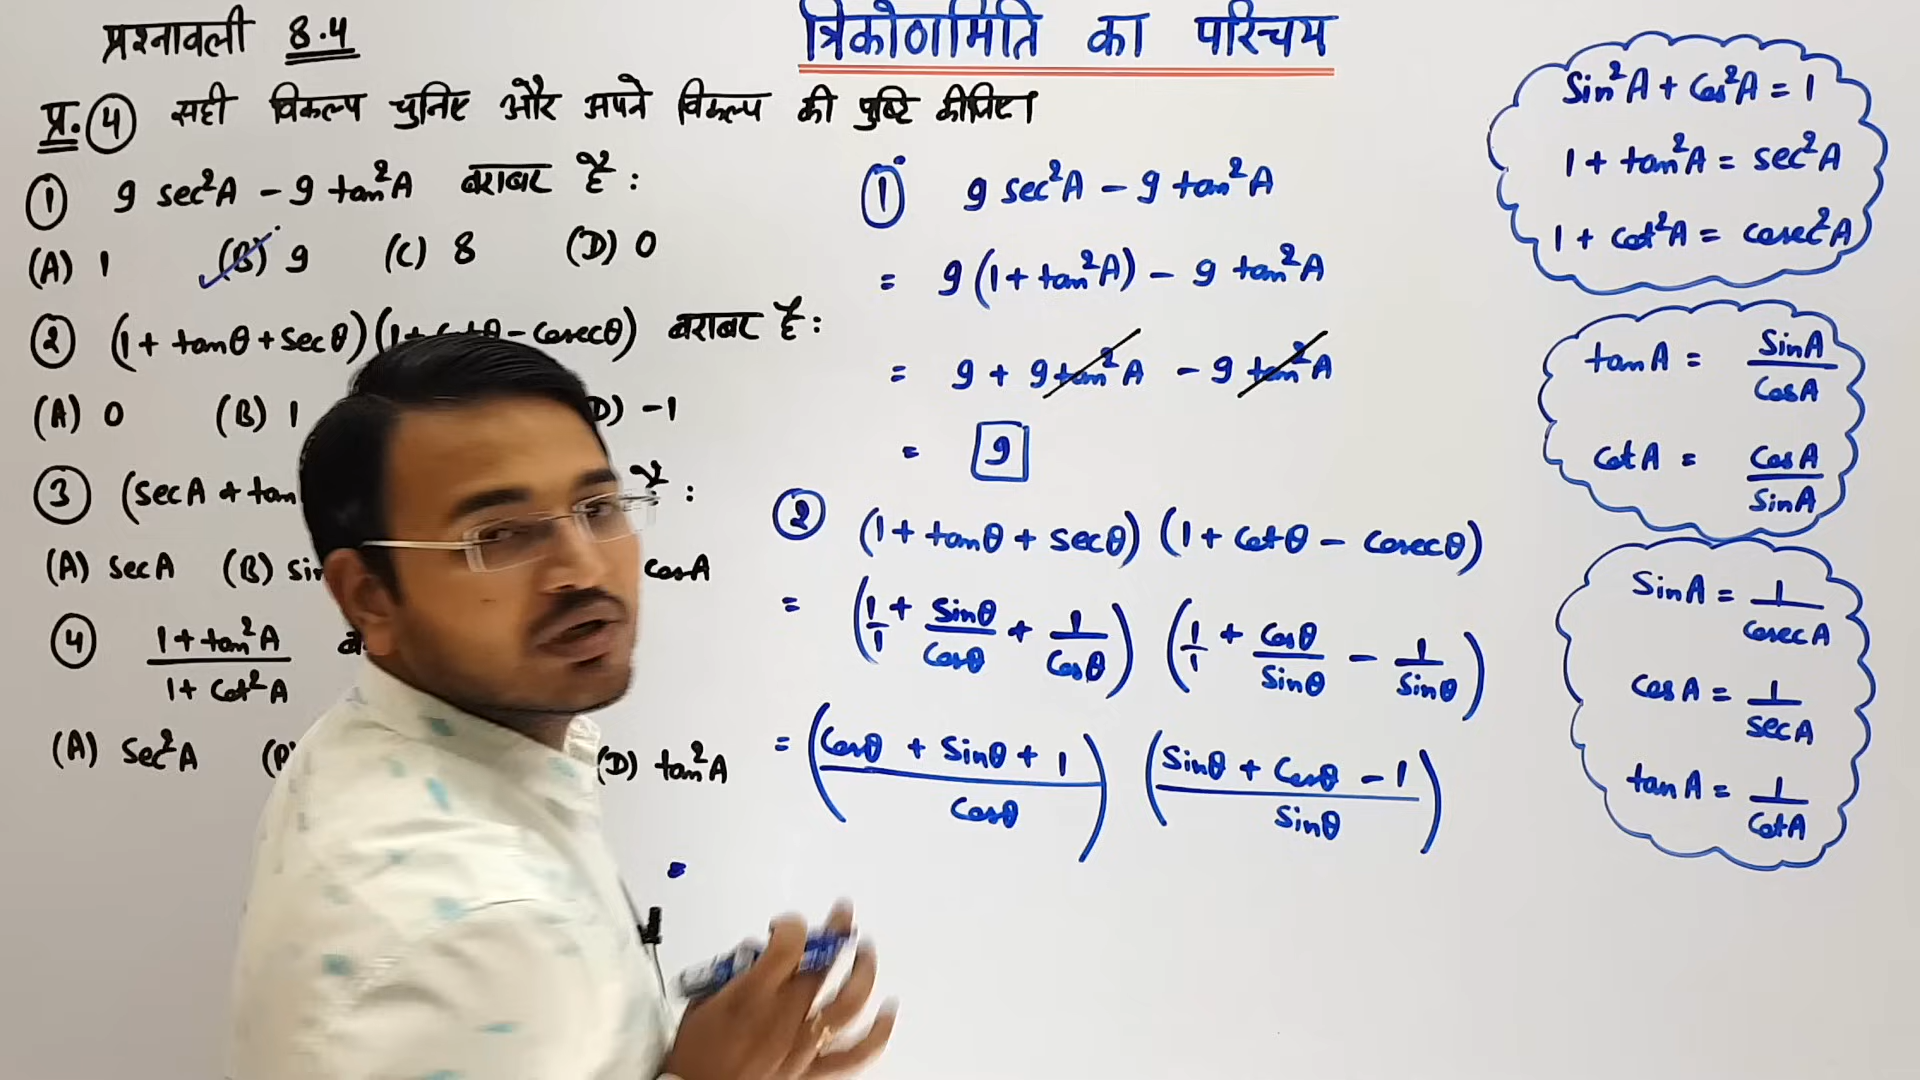 प्रश्नावली 8.4
त्रिकोणमिति का परिचय
प्र. ④ सही विकल्प चुनिए और अपने विकल्प की पुष्टि कीजिए।
① 9 sec²A - 9 tan²A बराबर है :
(A) 1 (B) 9 (C) 8 (D) 0
② (1 + tanθ + secθ)(1 + cotθ - cosecθ) बराबर है :
(A) 0 (B) 1 (D) -1
③ (secA + tan है :
(A) secA (B) sin cosA
④ (1 + tan²A)/(1 + cot²A)
(A) sec²A (D) tan²A
① 9 sec²A - 9 tan²A
= 9(1 + tan²A) - 9 tan²A
= 9 + 9 tan²A - 9 tan²A
= 9
② (1 + tanθ + secθ) (1 + cotθ - cosecθ)
= (1/1 + sinθ/cosθ + 1/cosθ) (1/1 + cosθ/sinθ - 1/sinθ)
= ((cosθ + sinθ + 1)/cosθ) ((sinθ + cosθ - 1)/sinθ)
=
sin²A + cos²A = 1
1 + tan²A = sec²A
1 + cot²A = cosec²A
tanA = sinA/cosA
cotA = cosA/sinA
sinA = 1/cosecA
cosA = 1/secA
tanA = 1/cotA